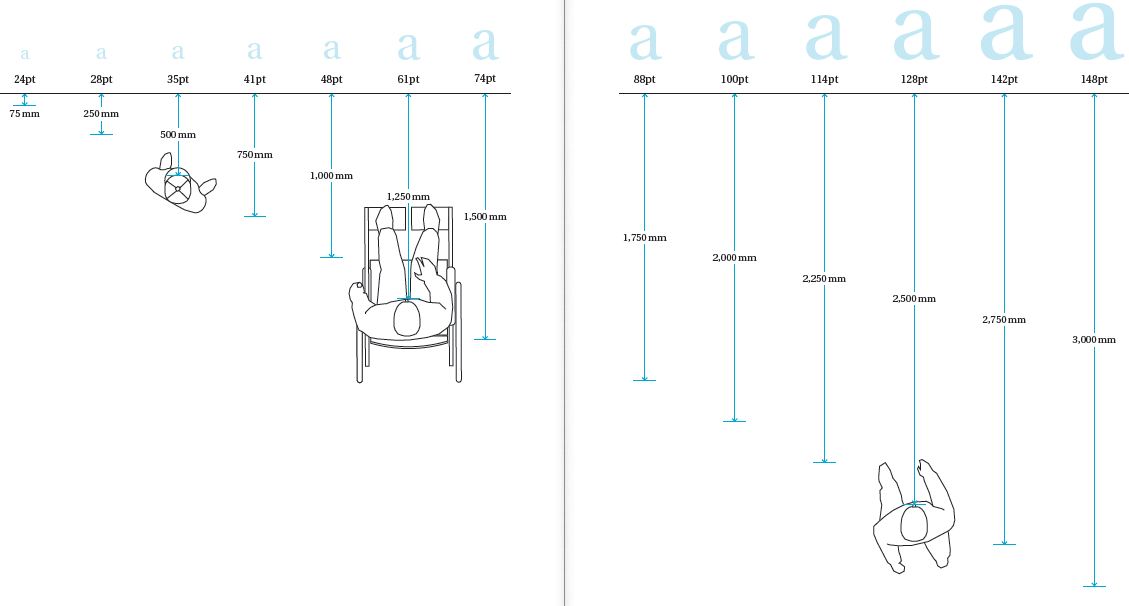 a a a a a a a
24pt 28pt 35pt 41pt 48pt 61pt 74pt
75 mm
250 mm
500 mm
750 mm
1,000 mm
1,250 mm
1,500 mm
a a a a a a
88pt 100pt 114pt 128pt 142pt 148pt
1,750 mm
2,000 mm
2,250 mm
2,500 mm
2,750 mm
3,000 mm